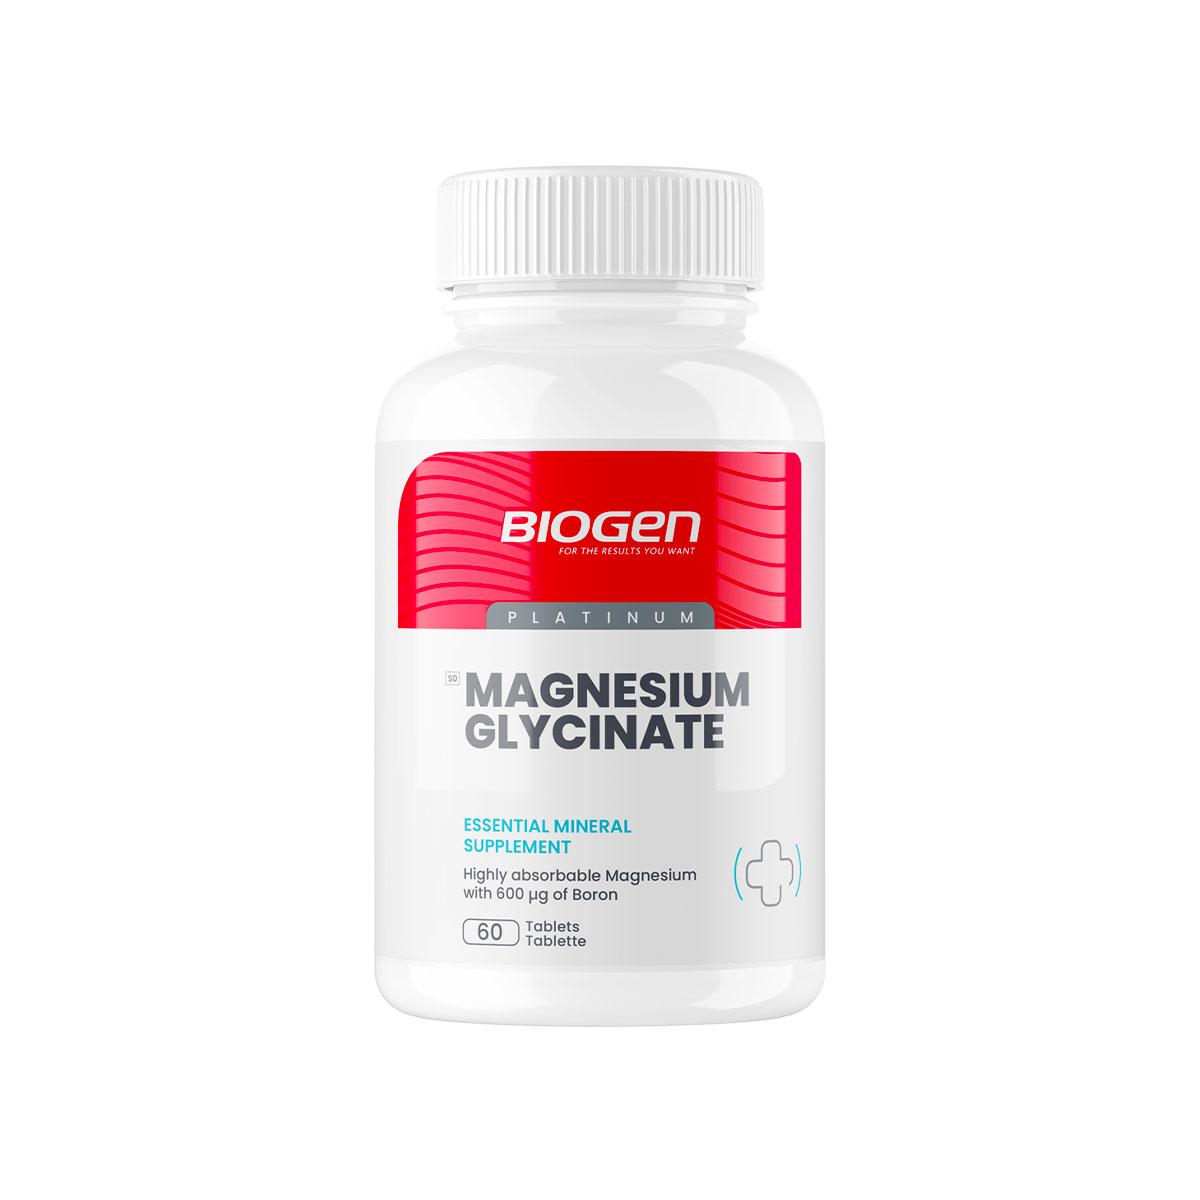 BIOGEN
FOR THE RESULTS YOU WANT
PLATINUM
S0
MAGNESIUM
GLYCINATE
ESSENTIAL MINERAL
SUPPLEMENT
Highly absorbable Magnesium
with 600 µg of Boron
60
Tablets
Tablette